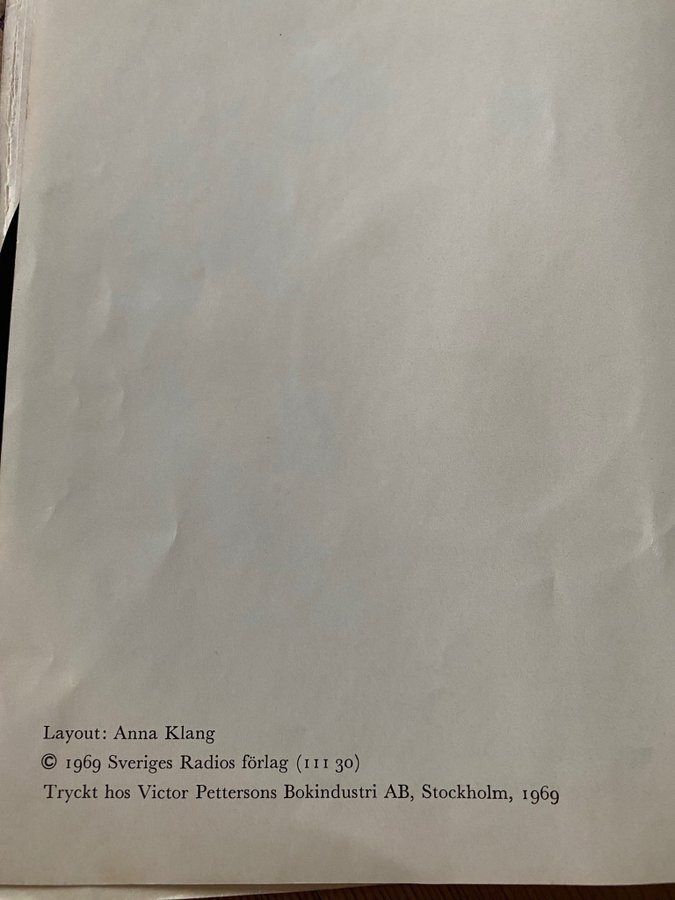 Layout: Anna Klang
© 1969 Sveriges Radios förlag (111 30)
Tryckt hos Victor Pettersons Bokindustri AB, Stockholm, 1969